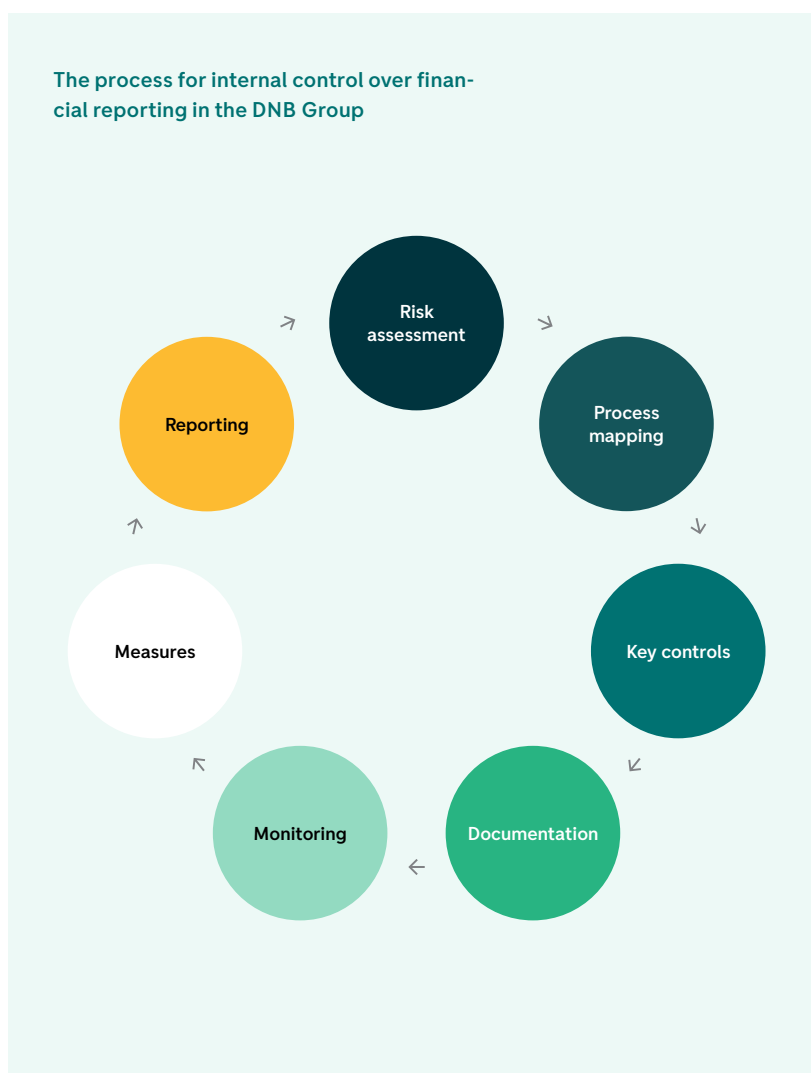 The process for internal control over finan-
cial reporting in the DNB Group
Risk
assessment
Process
mapping
Key controls
Documentation
Monitoring
Measures
Reporting